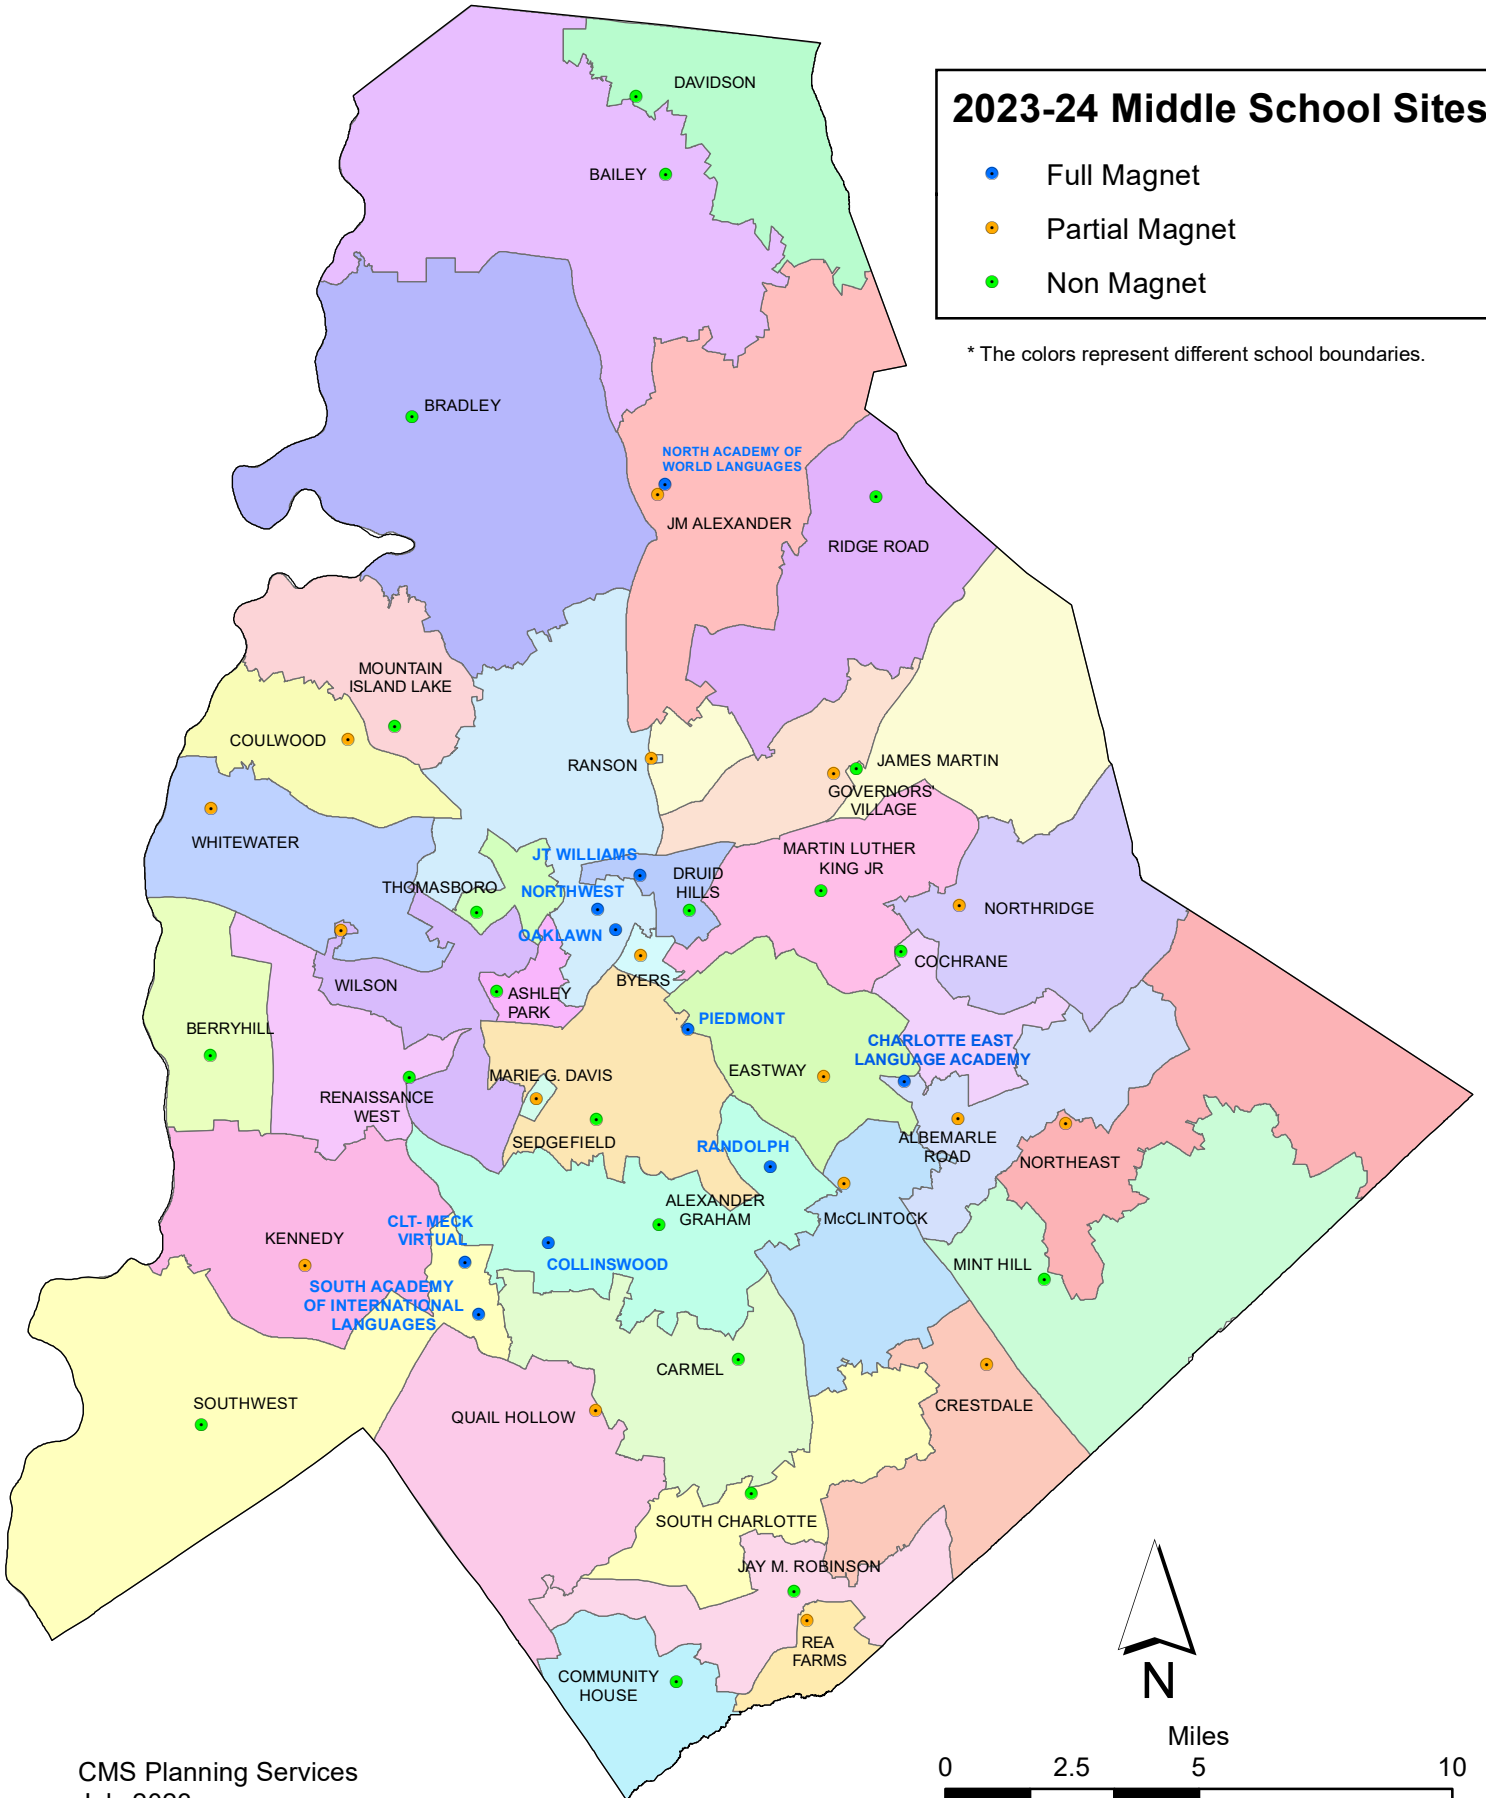 DAVIDSON
2023-24 Middle School Sites
Full Magnet
Partial Magnet
Non Magnet
* The colors represent different school boundaries.
BAILEY
BRADLEY
NORTH ACADEMY OF
WORLD LANGUAGES
JM ALEXANDER
RIDGE ROAD
MOUNTAIN
ISLAND LAKE
COULWOOD
RANSON
JAMES MARTIN
GOVERNORS'
VILLAGE
WHITEWATER
MARTIN LUTHER
KING JR
JT WILLIAMS
DRUID
HILLS
THOMASBORO
NORTHWEST
NORTHRIDGE
OAKLAWN
COCHRANE
BYERS
WILSON
ASHLEY
PARK
PIEDMONT
BERRYHILL
CHARLOTTE EAST
LANGUAGE ACADEMY
EASTWAY
MARIE G. DAVIS
RENAISSANCE
WEST
SEDGEFIELD
RANDOLPH
ALBEMARLE
ROAD
NORTHEAST
ALEXANDER
GRAHAM
McCLINTOCK
CLT- MECK
VIRTUAL
KENNEDY
COLLINSWOOD
MINT HILL
SOUTH ACADEMY
OF INTERNATIONAL
LANGUAGES
CARMEL
SOUTHWEST
QUAIL HOLLOW
CRESTDALE
SOUTH CHARLOTTE
JAY M. ROBINSON
REA
FARMS
COMMUNITY
HOUSE
N
Miles
0 2.5 5 10
CMS Planning Services